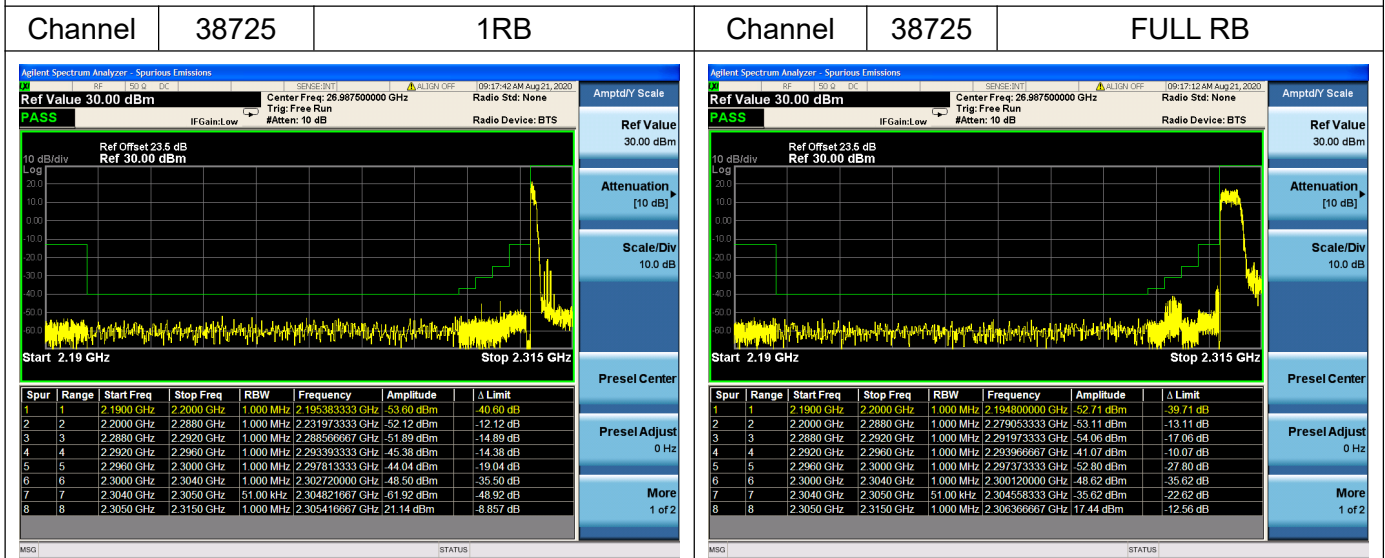 Channel 38725 1RB Channel 38725 FULL RB
Agilent Spectrum Analyzer - Spurious Emissions
RF 50 Ω DC SENSE:INT ALIGN OFF 09:17:42 AM Aug 21, 2020
Ref Value 30.00 dBm Center Freq: 26.987500000 GHz Radio Std: None
Trig: Free Run
PASS IFGain:Low #Atten: 10 dB Radio Device: BTS
Ref Offset 23.5 dB
10 dB/div Ref 30.00 dBm
Log
20.0
10.0
0.00
-10.0
-20.0
-30.0
-40.0
-50.0
-60.0
Start 2.19 GHz Stop 2.315 GHz
Spur Range Start Freq Stop Freq RBW Frequency Amplitude Δ Limit
1 1 2.1900 GHz 2.2000 GHz 1.000 MHz 2.195383333 GHz -53.60 dBm -40.60 dB
2 2 2.2000 GHz 2.2880 GHz 1.000 MHz 2.231973333 GHz -52.12 dBm -12.12 dB
3 3 2.2880 GHz 2.2920 GHz 1.000 MHz 2.288566667 GHz -51.89 dBm -14.89 dB
4 4 2.2920 GHz 2.2960 GHz 1.000 MHz 2.293393333 GHz -45.38 dBm -14.38 dB
5 5 2.2960 GHz 2.3000 GHz 1.000 MHz 2.297813333 GHz -44.04 dBm -19.04 dB
6 6 2.3000 GHz 2.3040 GHz 1.000 MHz 2.302720000 GHz -48.50 dBm -35.50 dB
7 7 2.3040 GHz 2.3050 GHz 51.00 kHz 2.304821667 GHz -61.92 dBm -48.92 dB
8 8 2.3050 GHz 2.3150 GHz 1.000 MHz 2.305416667 GHz 21.14 dBm -8.857 dB
MSG STATUS
Amptd/Y Scale
Ref Value
30.00 dBm
Attenuation
[10 dB]
Scale/Div
10.0 dB
Presel Center
Presel Adjust
0 Hz
More
1 of 2
Agilent Spectrum Analyzer - Spurious Emissions
RF 50 Ω DC SENSE:INT ALIGN OFF 09:17:12 AM Aug 21, 2020
Ref Value 30.00 dBm Center Freq: 26.987500000 GHz Radio Std: None
Trig: Free Run
PASS IFGain:Low #Atten: 10 dB Radio Device: BTS
Ref Offset 23.5 dB
10 dB/div Ref 30.00 dBm
Log
20.0
10.0
0.00
-10.0
-20.0
-30.0
-40.0
-50.0
-60.0
Start 2.19 GHz Stop 2.315 GHz
Spur Range Start Freq Stop Freq RBW Frequency Amplitude Δ Limit
1 1 2.1900 GHz 2.2000 GHz 1.000 MHz 2.194800000 GHz -52.71 dBm -39.71 dB
2 2 2.2000 GHz 2.2880 GHz 1.000 MHz 2.279053333 GHz -53.11 dBm -13.11 dB
3 3 2.2880 GHz 2.2920 GHz 1.000 MHz 2.291973333 GHz -54.06 dBm -17.06 dB
4 4 2.2920 GHz 2.2960 GHz 1.000 MHz 2.293966667 GHz -41.07 dBm -10.07 dB
5 5 2.2960 GHz 2.3000 GHz 1.000 MHz 2.297373333 GHz -52.80 dBm -27.80 dB
6 6 2.3000 GHz 2.3040 GHz 1.000 MHz 2.300120000 GHz -48.62 dBm -35.62 dB
7 7 2.3040 GHz 2.3050 GHz 51.00 kHz 2.304558333 GHz -35.62 dBm -22.62 dB
8 8 2.3050 GHz 2.3150 GHz 1.000 MHz 2.306366667 GHz 17.44 dBm -12.56 dB
MSG STATUS
Amptd/Y Scale
Ref Value
30.00 dBm
Attenuation
[10 dB]
Scale/Div
10.0 dB
Presel Center
Presel Adjust
0 Hz
More
1 of 2